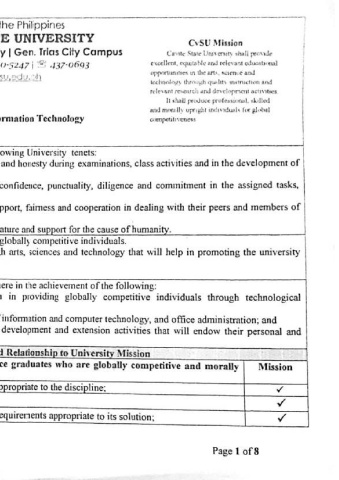 the Philippines
E UNIVERSITY
y | Gen. Trias City Campus
0-5247 | ☏ 437-0693
su.edu.ph
CvSU Mission
Cavite State University shall provide
excellent, equitable and relevant educational
opportunities in the arts, science and
technology through quality instruction and
relevant research and development activities
It shall produce professional, skilled
and morally upright individuals for global
competitiveness
rmation Technology
owing University tenets:
and honesty during examinations, class activities and in the development of
confidence, punctuality, diligence and commitment in the assigned tasks,
pport, fairness and cooperation in dealing with their peers and members of
ature and support for the cause of humanity.
globally competitive individuals.
h arts, sciences and technology that will help in promoting the university
here in the achievement of the following:
n in providing globally competitive individuals through technological
information and computer technology, and office administration; and
development and extension activities that will endow their personal and
d Relationship to University Mission
ce graduates who are globally competitive and morally Mission
ppropriate to the discipline; ✓
✓
equirements appropriate to its solution; ✓
Page 1 of 8